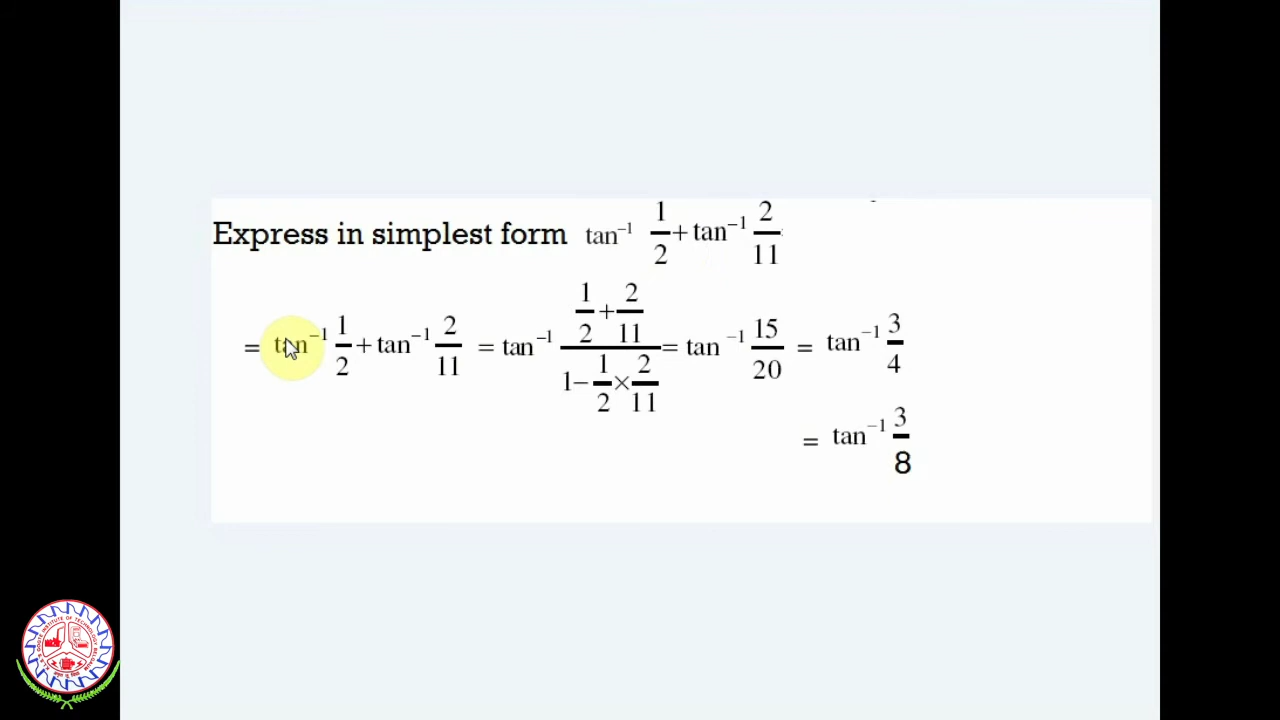 Express in simplest form tan⁻¹ 1/2 + tan⁻¹ 2/11
= tan⁻¹ 1/2 + tan⁻¹ 2/11 = tan⁻¹ (1/2 + 2/11)/(1 − 1/2 × 2/11) = tan⁻¹ 15/20 = tan⁻¹ 3/4
= tan⁻¹ 3/8